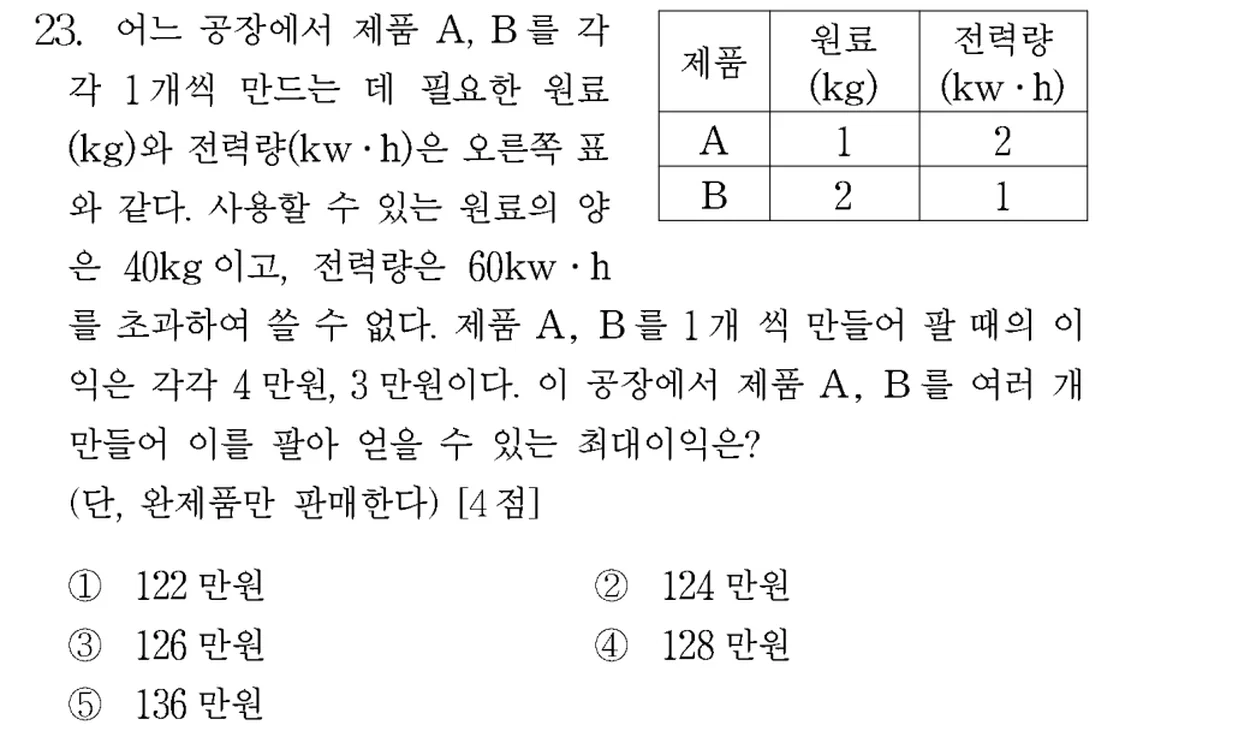 23. 어느 공장에서 제품 A, B를 각
각 1개씩 만드는 데 필요한 원료
(kg)와 전력량(kw·h)은 오른쪽 표
와 같다. 사용할 수 있는 원료의 양
은 40kg이고, 전력량은 60kw·h
제품 원료 (kg) 전력량 (kw·h)
A 1 2
B 2 1
를 초과하여 쓸 수 없다. 제품 A, B를 1개 씩 만들어 팔 때의 이
익은 각각 4만원, 3만원이다. 이 공장에서 제품 A, B를 여러 개
만들어 이를 팔아 얻을 수 있는 최대이익은?
(단, 완제품만 판매한다) [4점]
① 122만원 ② 124만원
③ 126만원 ④ 128만원
⑤ 136만원